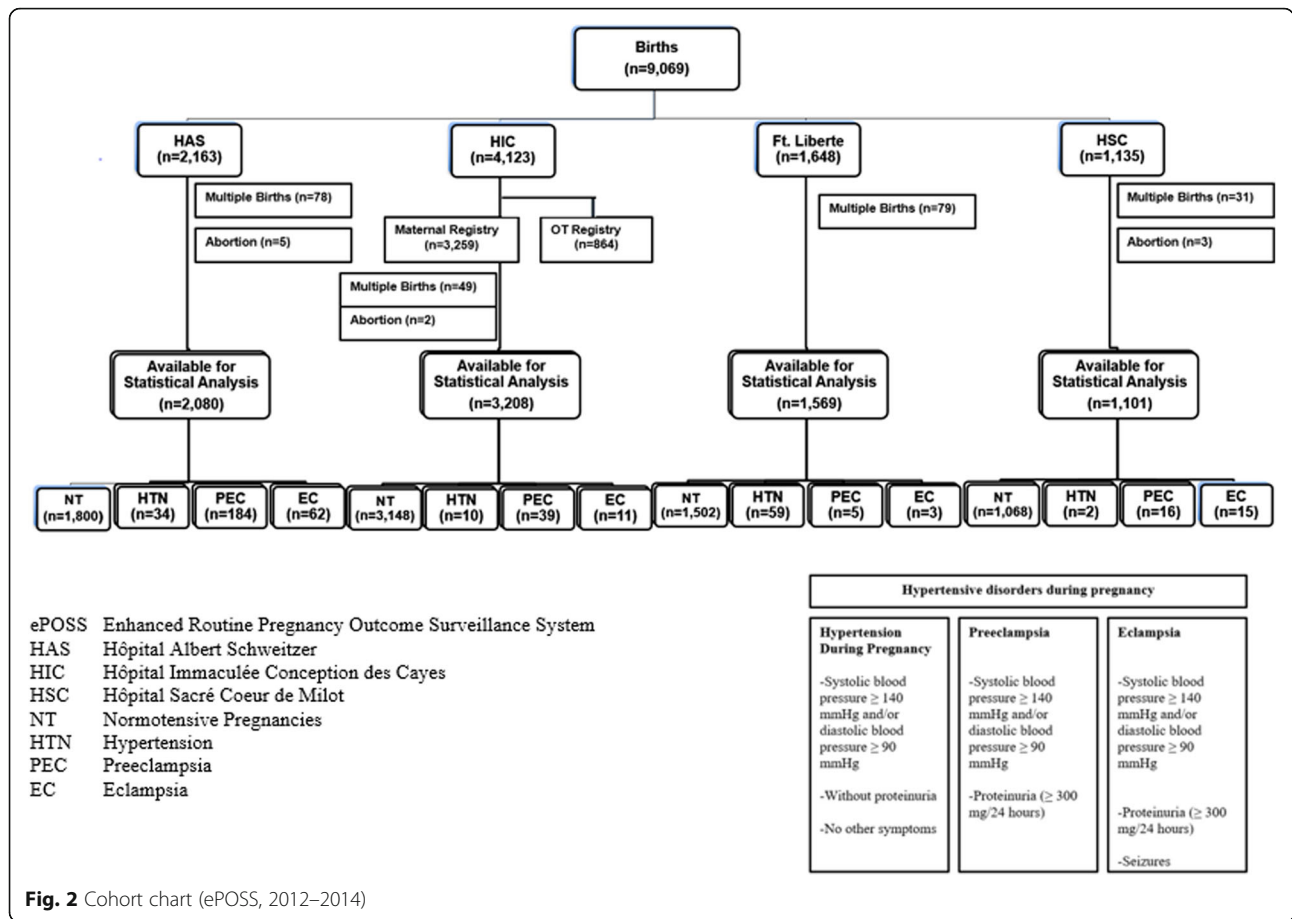 Births
(n=9,069)
HAS
(n=2,163)
HIC
(n=4,123)
Ft. Liberte
(n=1,648)
HSC
(n=1,135)
Multiple Births (n=78)
Abortion (n=5)
Maternal Registry
(n=3,259)
OT Registry
(n=864)
Multiple Births (n=49)
Abortion (n=2)
Multiple Births (n=79)
Multiple Births (n=31)
Abortion (n=3)
Available for
Statistical Analysis
(n=2,080)
Available for
Statistical Analysis
(n=3,208)
Available for
Statistical Analysis
(n=1,569)
Available for
Statistical Analysis
(n=1,101)
NT
(n=1,800)
HTN
(n=34)
PEC
(n=184)
EC
(n=62)
NT
(n=3,148)
HTN
(n=10)
PEC
(n=39)
EC
(n=11)
NT
(n=1,502)
HTN
(n=59)
PEC
(n=5)
EC
(n=3)
NT
(n=1,068)
HTN
(n=2)
PEC
(n=16)
EC
(n=15)
ePOSS Enhanced Routine Pregnancy Outcome Surveillance System
HAS Hôpital Albert Schweitzer
HIC Hôpital Immaculée Conception des Cayes
HSC Hôpital Sacré Coeur de Milot
NT Normotensive Pregnancies
HTN Hypertension
PEC Preeclampsia
EC Eclampsia
Hypertensive disorders during pregnancy
Hypertension
During Pregnancy
-Systolic blood
pressure ≥ 140
mmHg and/or
diastolic blood
pressure ≥ 90
mmHg
-Without proteinuria
-No other symptoms
Preeclampsia
-Systolic blood
pressure ≥ 140
mmHg and/or
diastolic blood
pressure ≥ 90
mmHg
-Proteinuria (≥ 300
mg/24 hours)
Eclampsia
-Systolic blood
pressure ≥ 140
mmHg and/or
diastolic blood
pressure ≥ 90
mmHg
-Proteinuria (≥ 300
mg/24 hours)
-Seizures
Fig. 2 Cohort chart (ePOSS, 2012–2014)